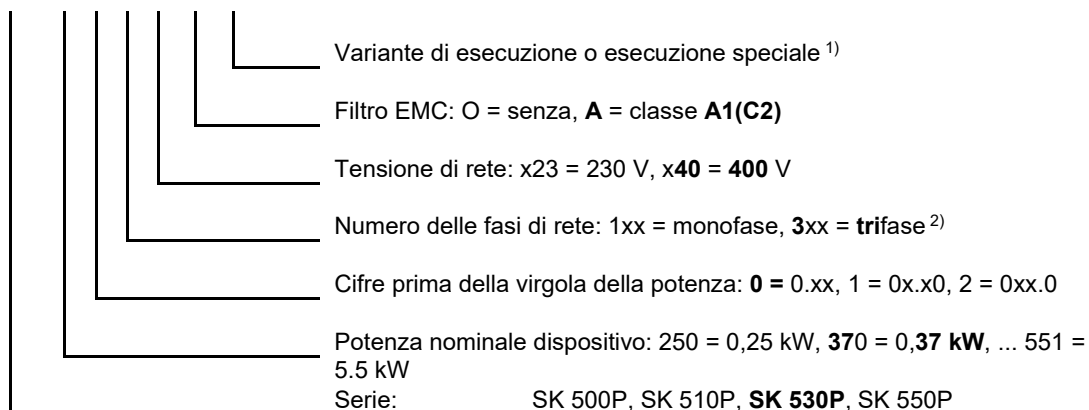 Variante di esecuzione o esecuzione speciale 1)
Filtro EMC: O = senza, A = classe A1(C2)
Tensione di rete: x23 = 230 V, x40 = 400 V
Numero delle fasi di rete: 1xx = monofase, 3xx = trifase 2)
Cifre prima della virgola della potenza: 0 = 0.xx, 1 = 0x.x0, 2 = 0xx.0
Potenza nominale dispositivo: 250 = 0,25 kW, 370 = 0,37 kW, ... 551 =
5.5 kW
Serie: SK 500P, SK 510P, SK 530P, SK 550P